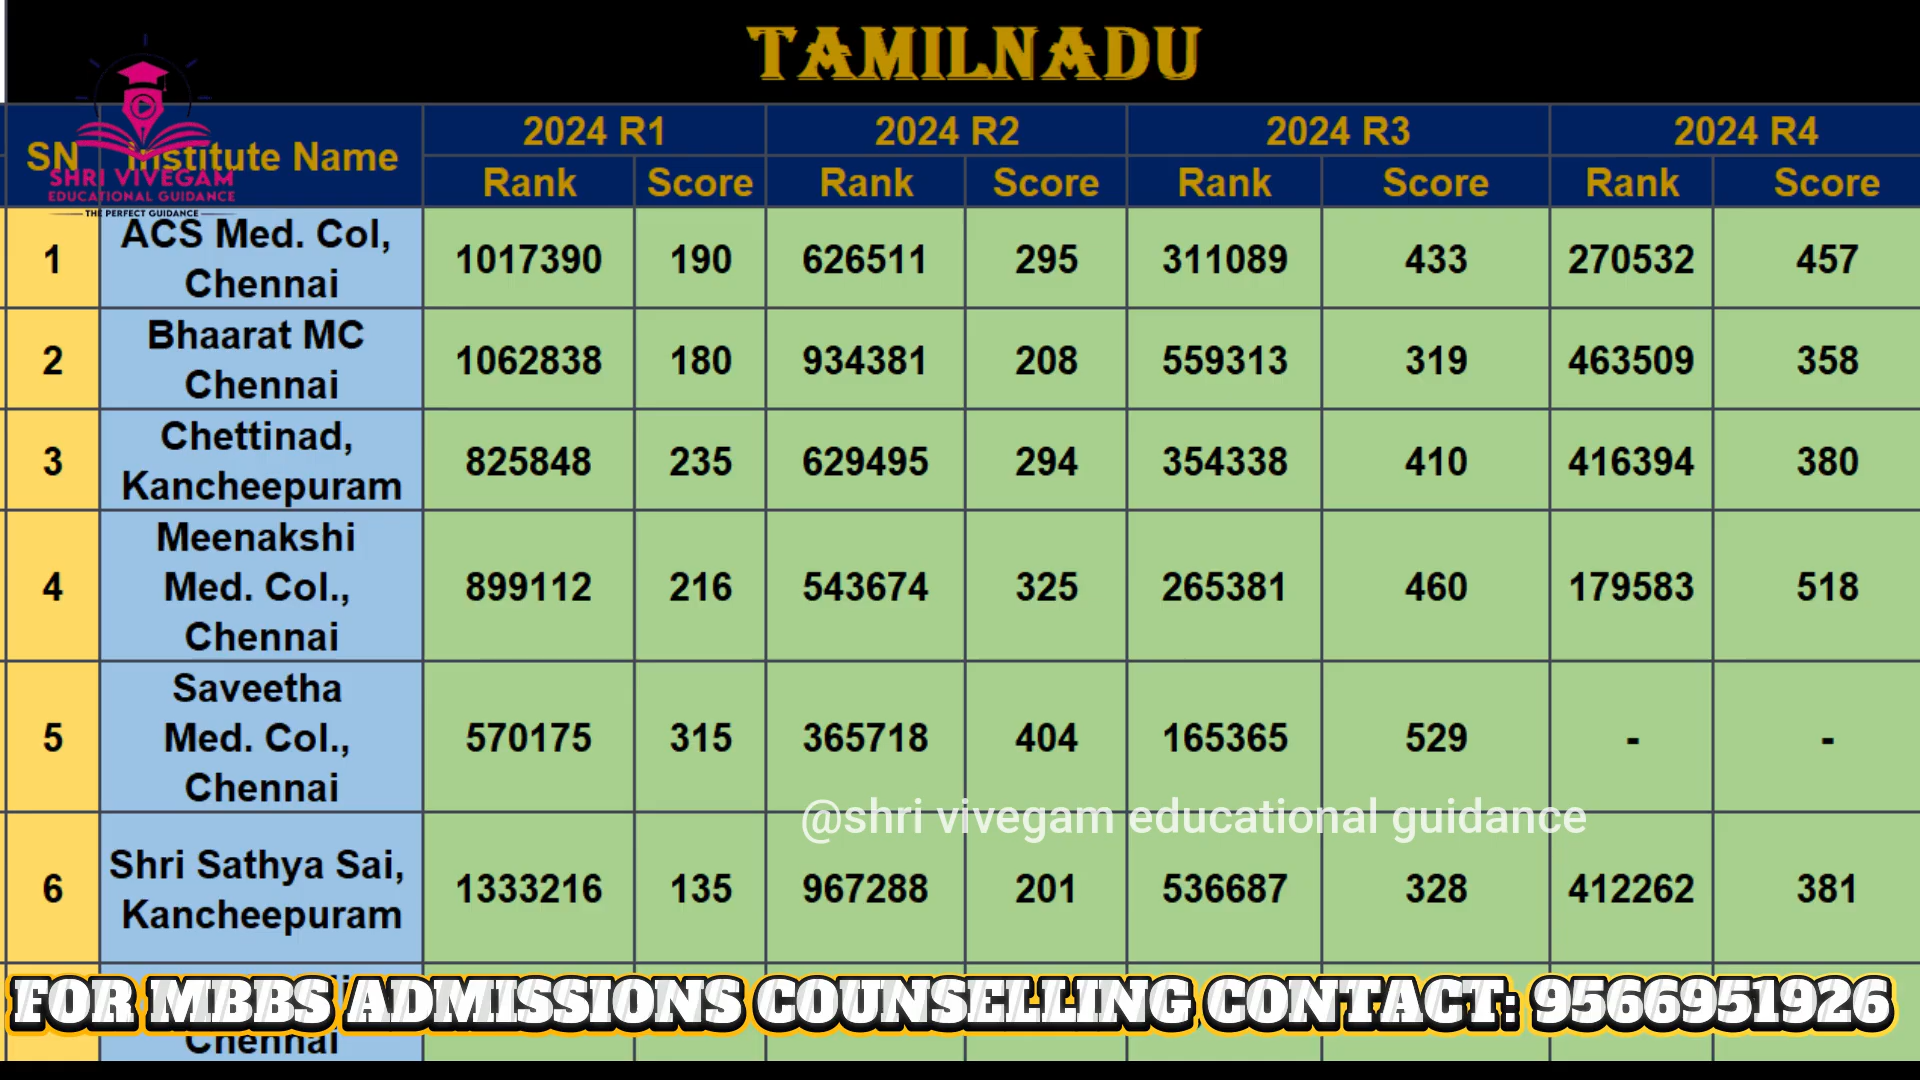 TAMILNADU
SN Institute Name 2024 R1 2024 R2 2024 R3 2024 R4
Rank Score Rank Score Rank Score Rank Score
SHRI VIVEGAM
EDUCATIONAL GUIDANCE
THE PERFECT GUIDANCE
1 ACS Med. Col, Chennai 1017390 190 626511 295 311089 433 270532 457
2 Bhaarat MC Chennai 1062838 180 934381 208 559313 319 463509 358
3 Chettinad, Kancheepuram 825848 235 629495 294 354338 410 416394 380
4 Meenakshi Med. Col., Chennai 899112 216 543674 325 265381 460 179583 518
5 Saveetha Med. Col., Chennai 570175 315 365718 404 165365 529 - -
@shri vivegam educational guidance
6 Shri Sathya Sai, Kancheepuram 1333216 135 967288 201 536687 328 412262 381
FOR MBBS ADMISSIONS COUNSELLING CONTACT: 9566951926
Chennai